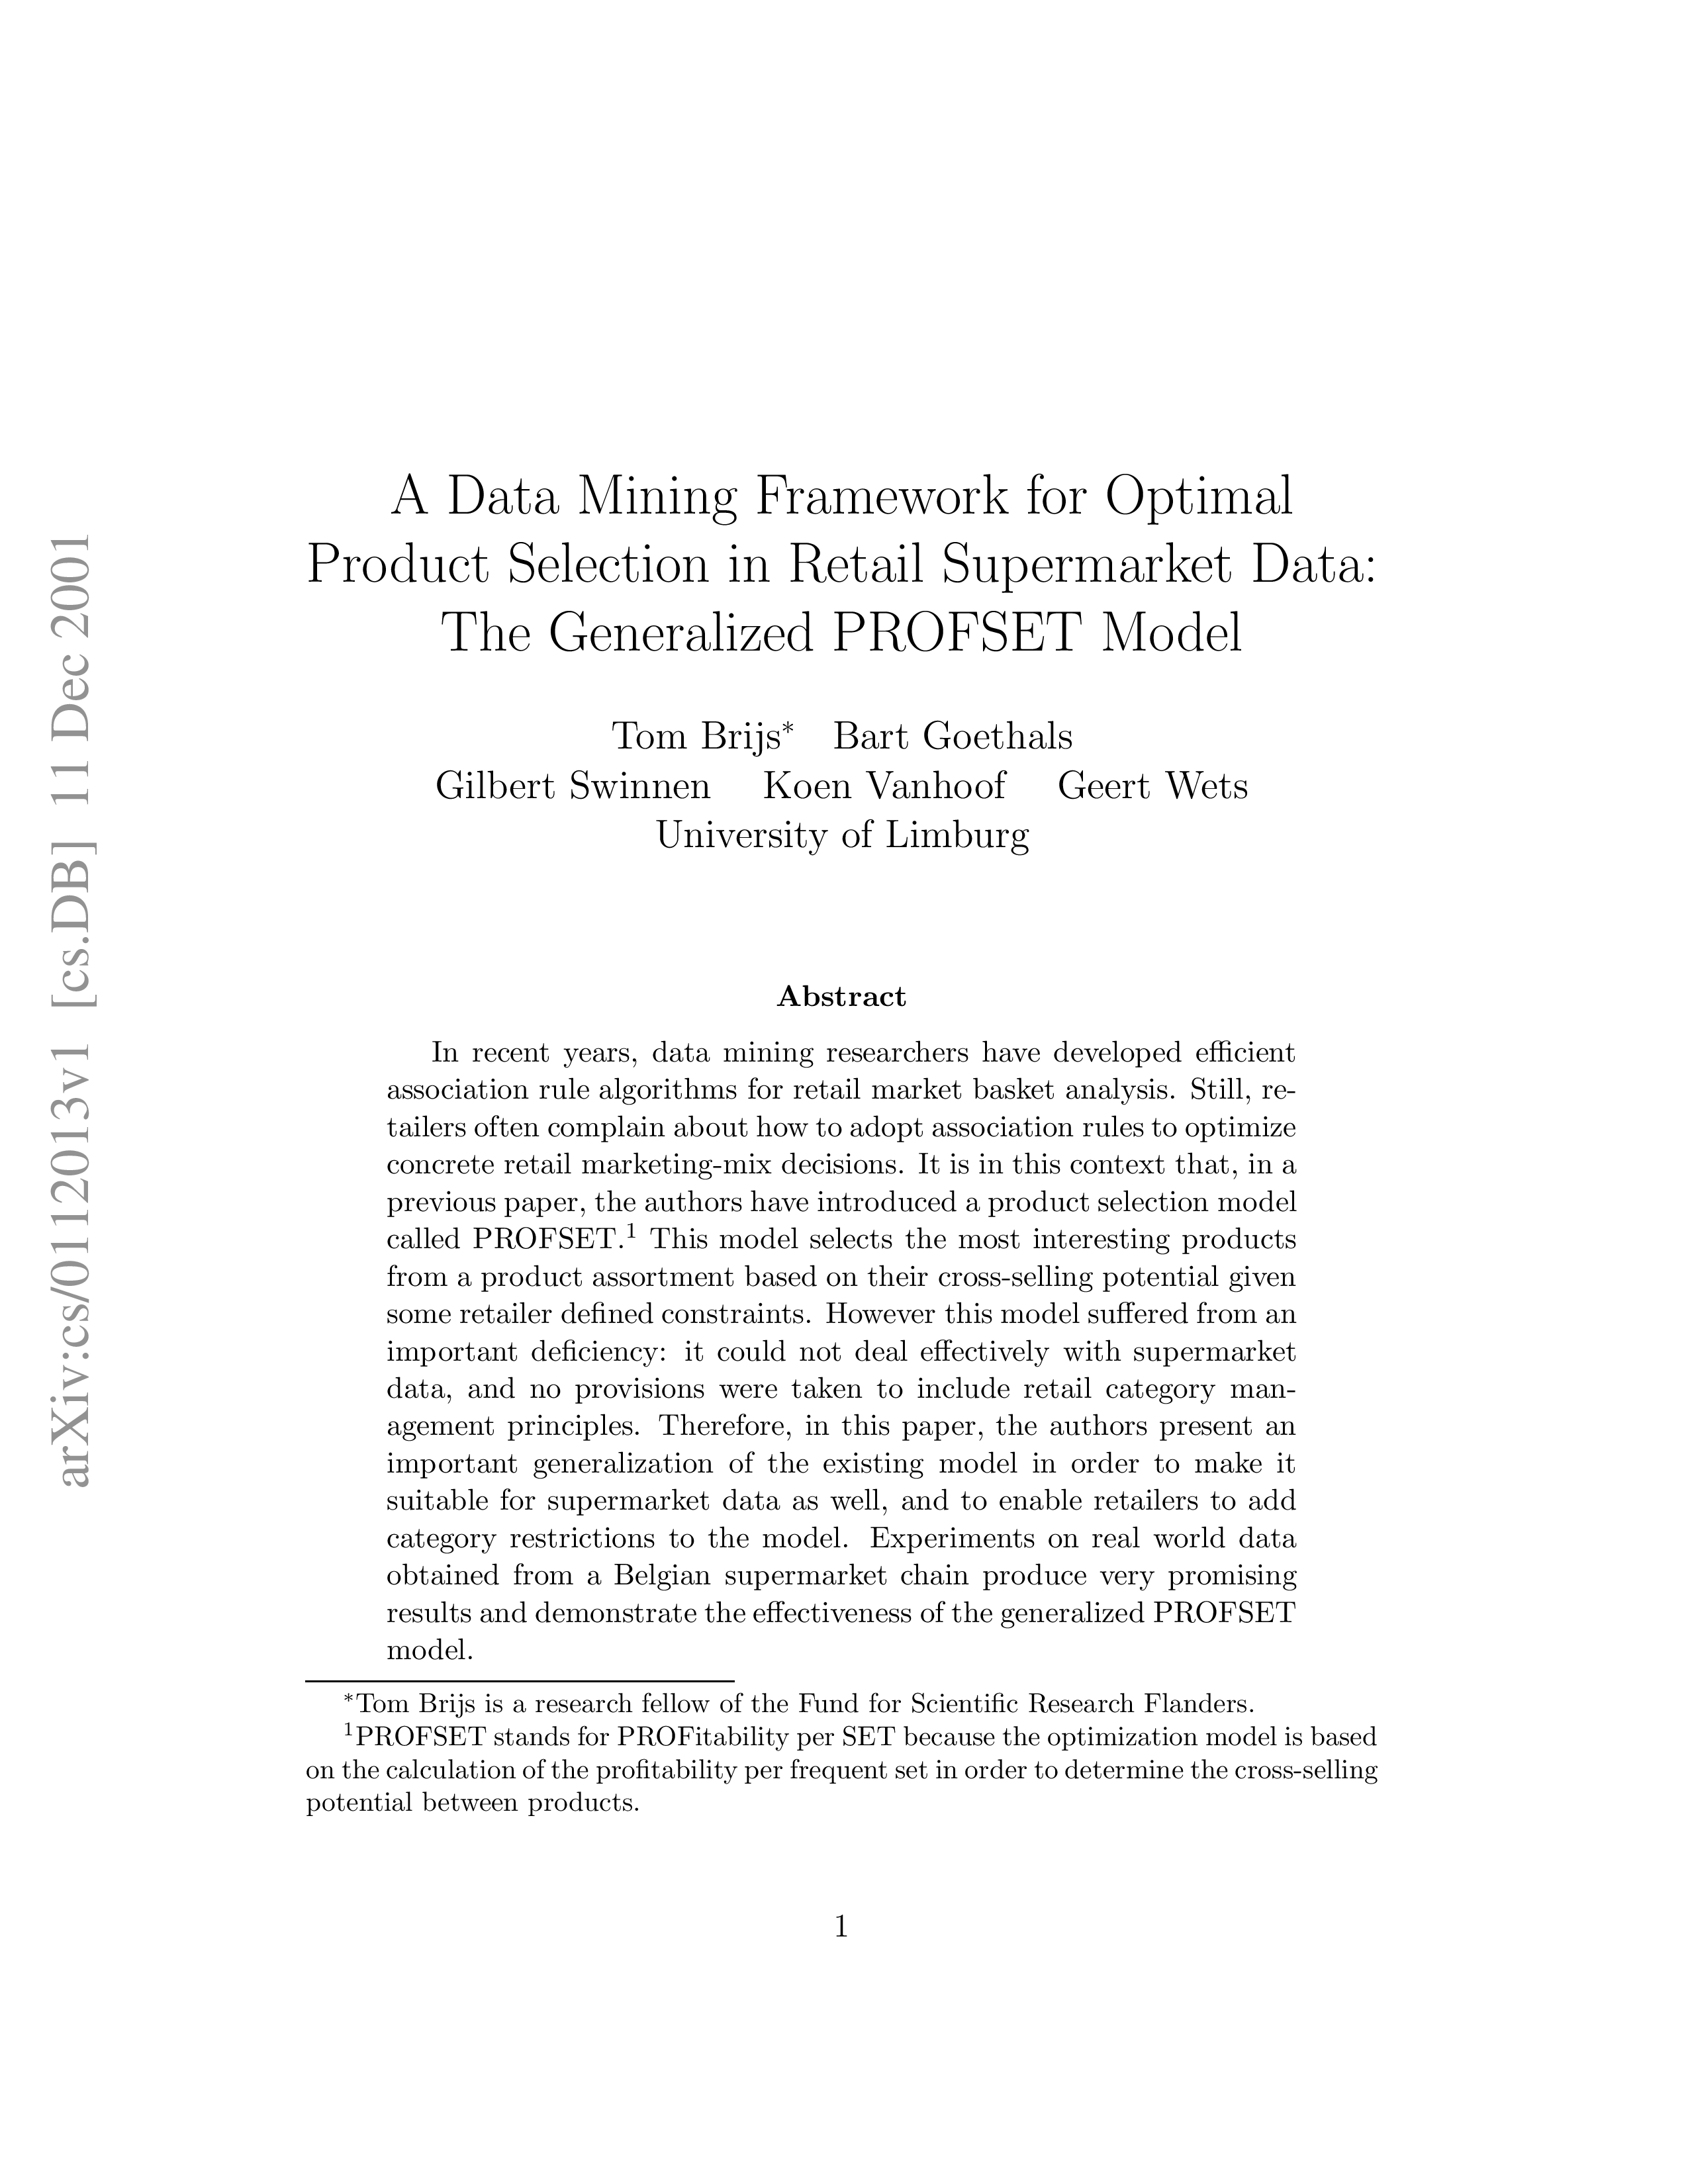 arXiv:cs/0112013v1 [cs.DB] 11 Dec 2001
A Data Mining Framework for Optimal
Product Selection in Retail Supermarket Data:
The Generalized PROFSET Model
Tom Brijs* Bart Goethals
Gilbert Swinnen Koen Vanhoof Geert Wets
University of Limburg
Abstract
In recent years, data mining researchers have developed efficient
association rule algorithms for retail market basket analysis. Still, re-
tailers often complain about how to adopt association rules to optimize
concrete retail marketing-mix decisions. It is in this context that, in a
previous paper, the authors have introduced a product selection model
called PROFSET.¹ This model selects the most interesting products
from a product assortment based on their cross-selling potential given
some retailer defined constraints. However this model suffered from an
important deficiency: it could not deal effectively with supermarket
data, and no provisions were taken to include retail category man-
agement principles. Therefore, in this paper, the authors present an
important generalization of the existing model in order to make it
suitable for supermarket data as well, and to enable retailers to add
category restrictions to the model. Experiments on real world data
obtained from a Belgian supermarket chain produce very promising
results and demonstrate the effectiveness of the generalized PROFSET
model.
*Tom Brijs is a research fellow of the Fund for Scientific Research Flanders.
¹PROFSET stands for PROFitability per SET because the optimization model is based
on the calculation of the profitability per frequent set in order to determine the cross-selling
potential between products.
1